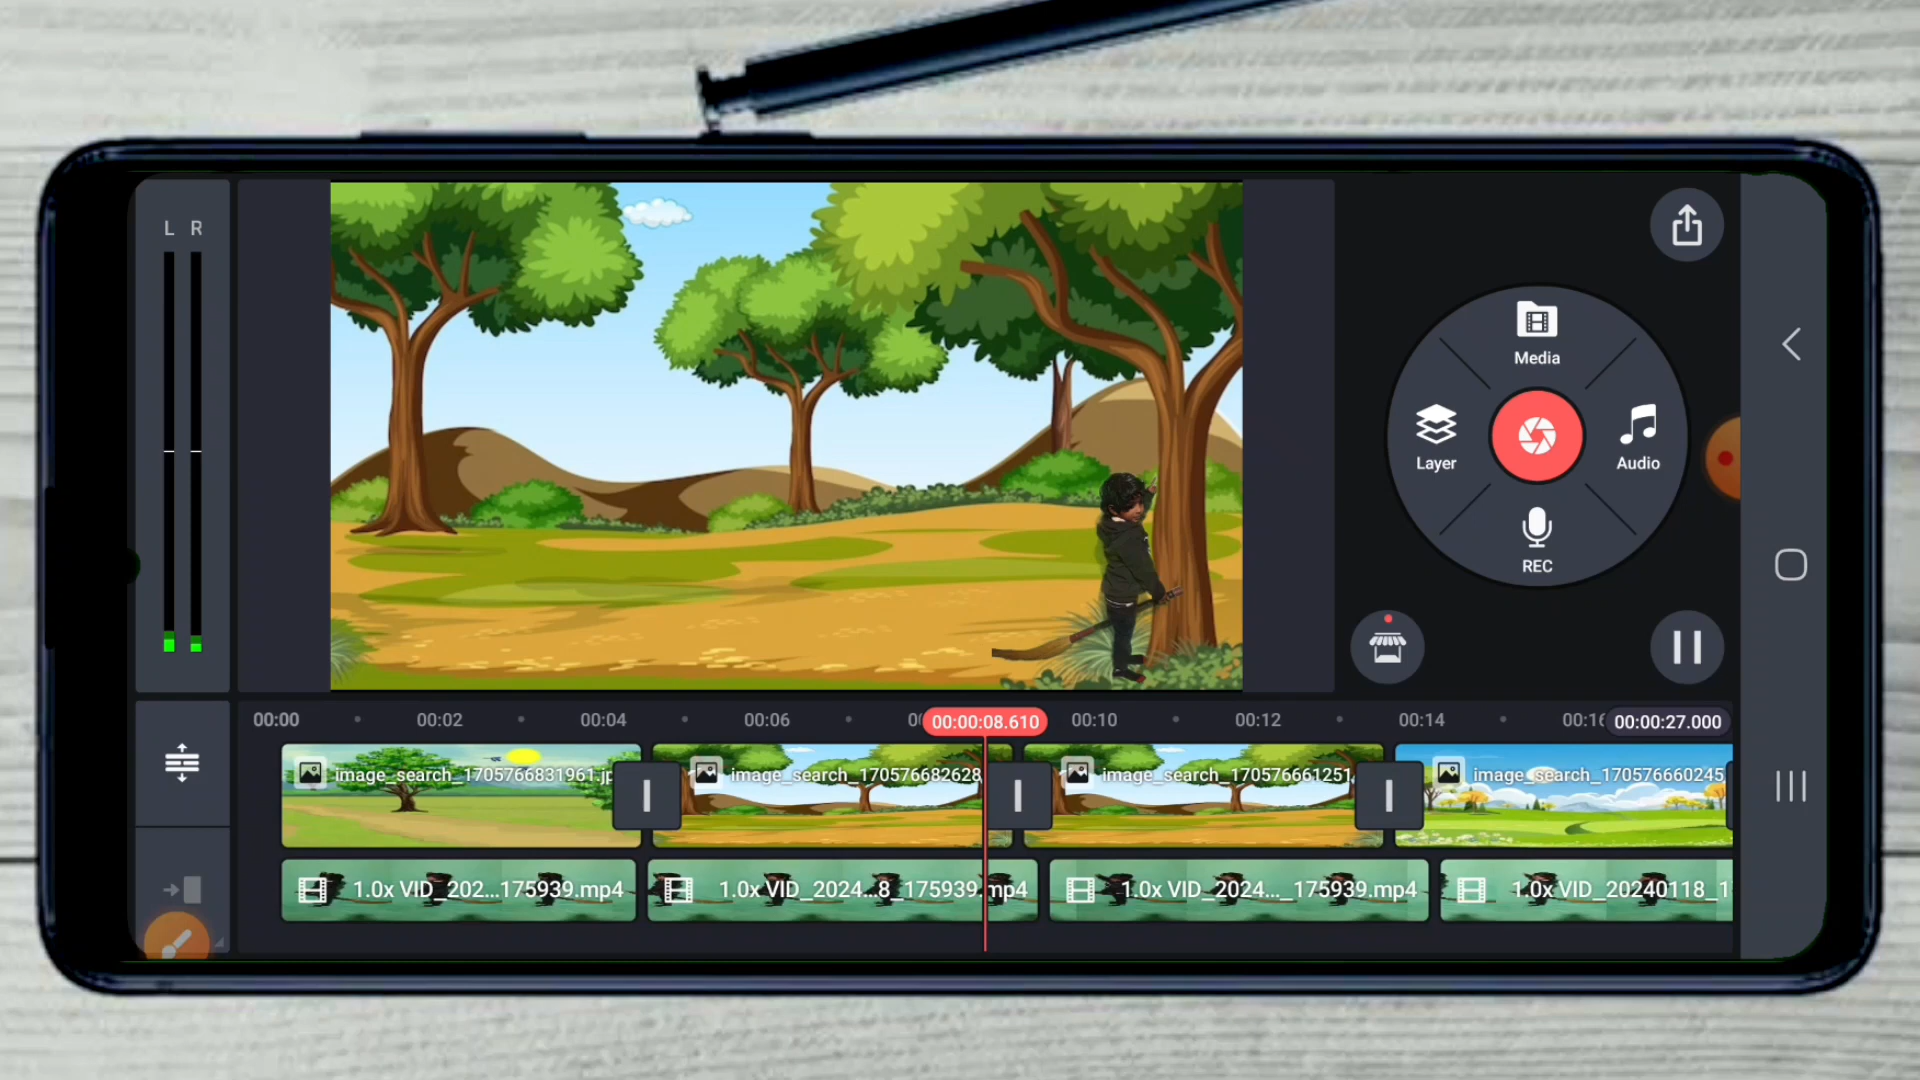 L R
Media
Layer
Audio
REC
00:00 00:02 00:04 00:06 00:00:08.610 00:10 00:12 00:14 00:16 00:00:27.000
image_search_1705766831961.jp
image_search_170576682628
image_search_170576661251
image_search_170576660245
1.0x VID_202...175939.mp4
1.0x VID_2024...8_175939.mp4
1.0x VID_2024..._175939.mp4
1.0x VID_20240118_1